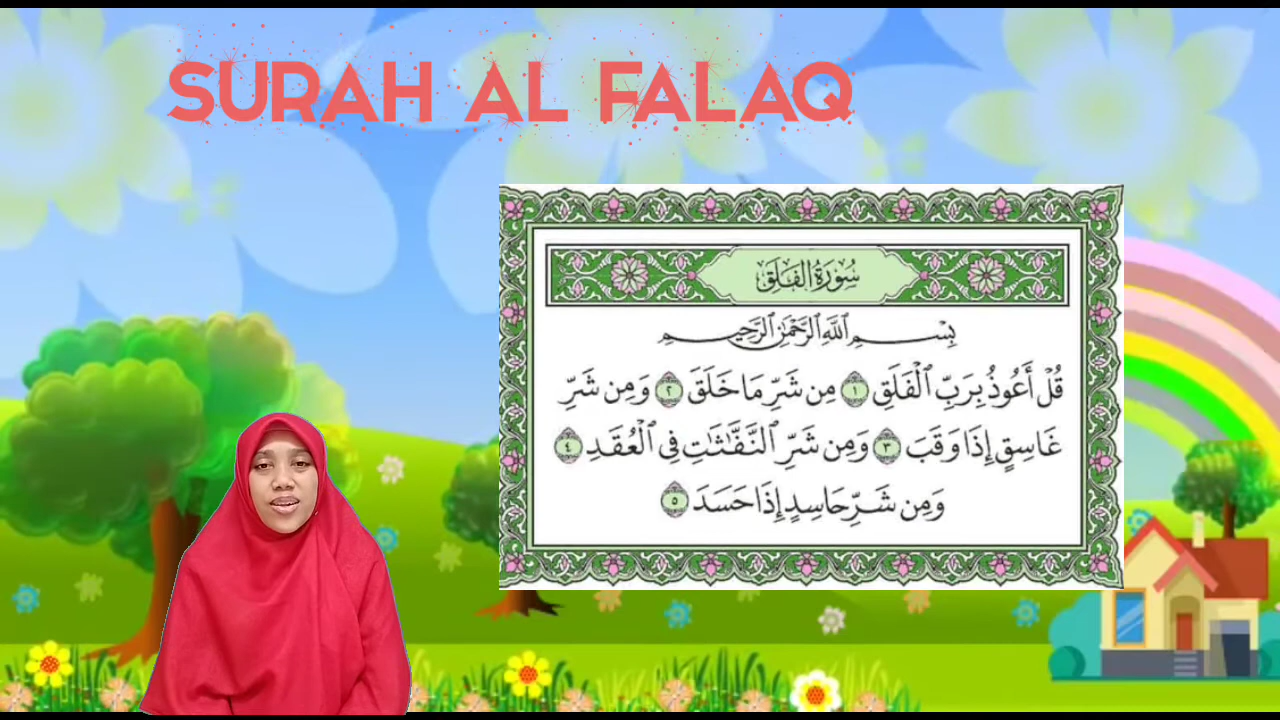 SURAH AL FALAQ
سُورَةُ الْفَلَقِ
بِسْمِ ٱللَّهِ ٱلرَّحْمَٰنِ ٱلرَّحِيمِ
قُلْ أَعُوذُ بِرَبِّ ٱلْفَلَقِ ١ مِن شَرِّ مَا خَلَقَ ٢ وَمِن شَرِّ
غَاسِقٍ إِذَا وَقَبَ ٣ وَمِن شَرِّ ٱلنَّفَّٰثَٰتِ فِى ٱلْعُقَدِ ٤
وَمِن شَرِّ حَاسِدٍ إِذَا حَسَدَ ٥